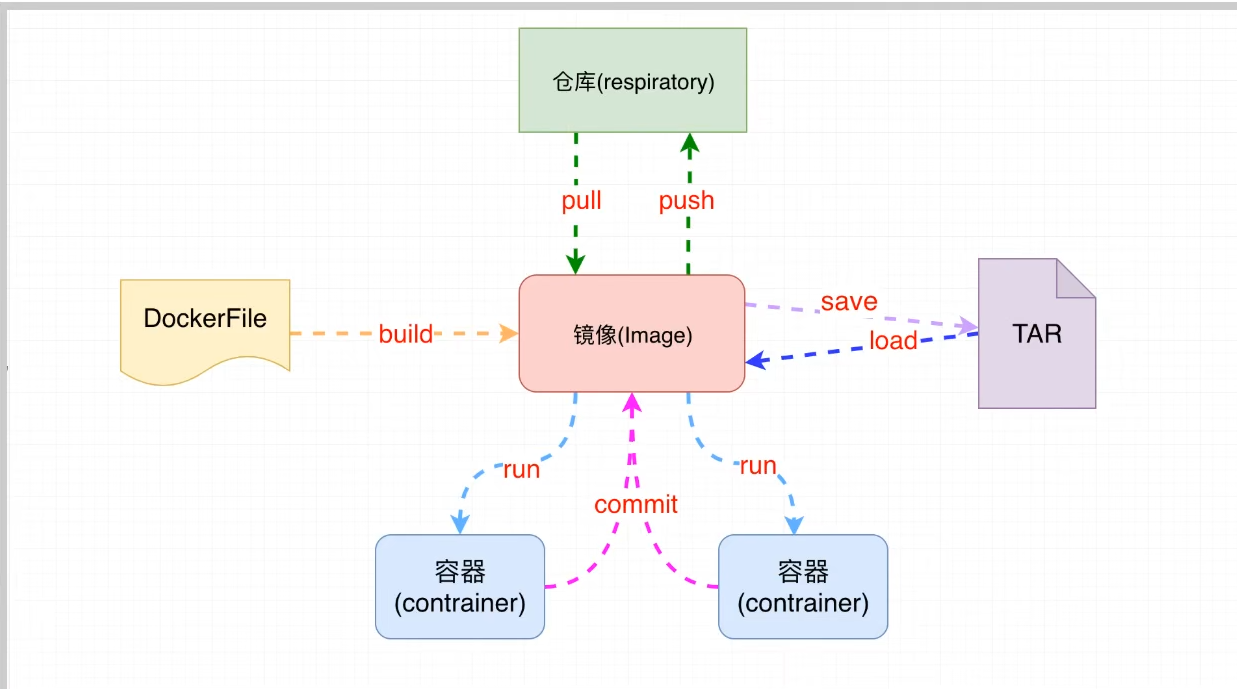 仓库(respiratory)
pull
push
DockerFile
build
镜像(Image)
save
load
TAR
run
run
commit
容器
(contrainer)
容器
(contrainer)